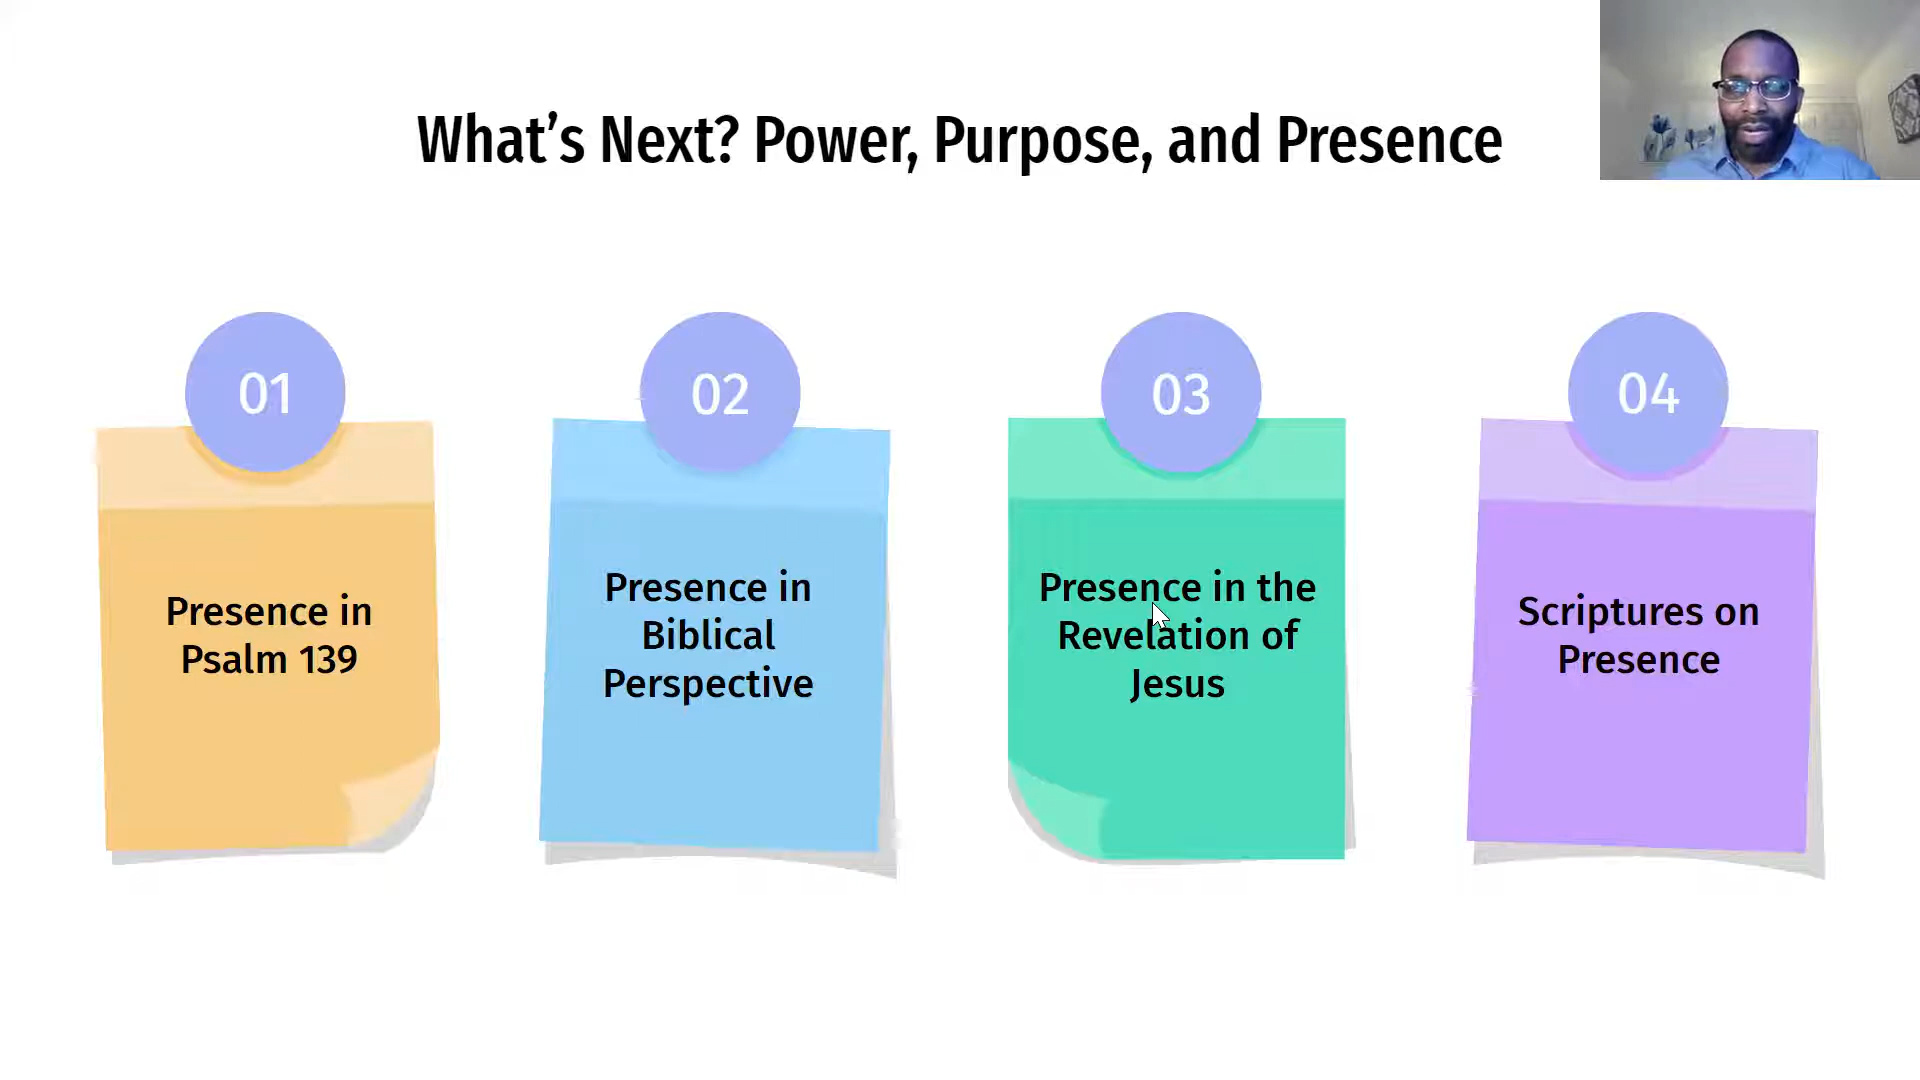 What’s Next? Power, Purpose, and Presence
01
Presence in
Psalm 139
02
Presence in
Biblical
Perspective
03
Presence in the
Revelation of
Jesus
04
Scriptures on
Presence